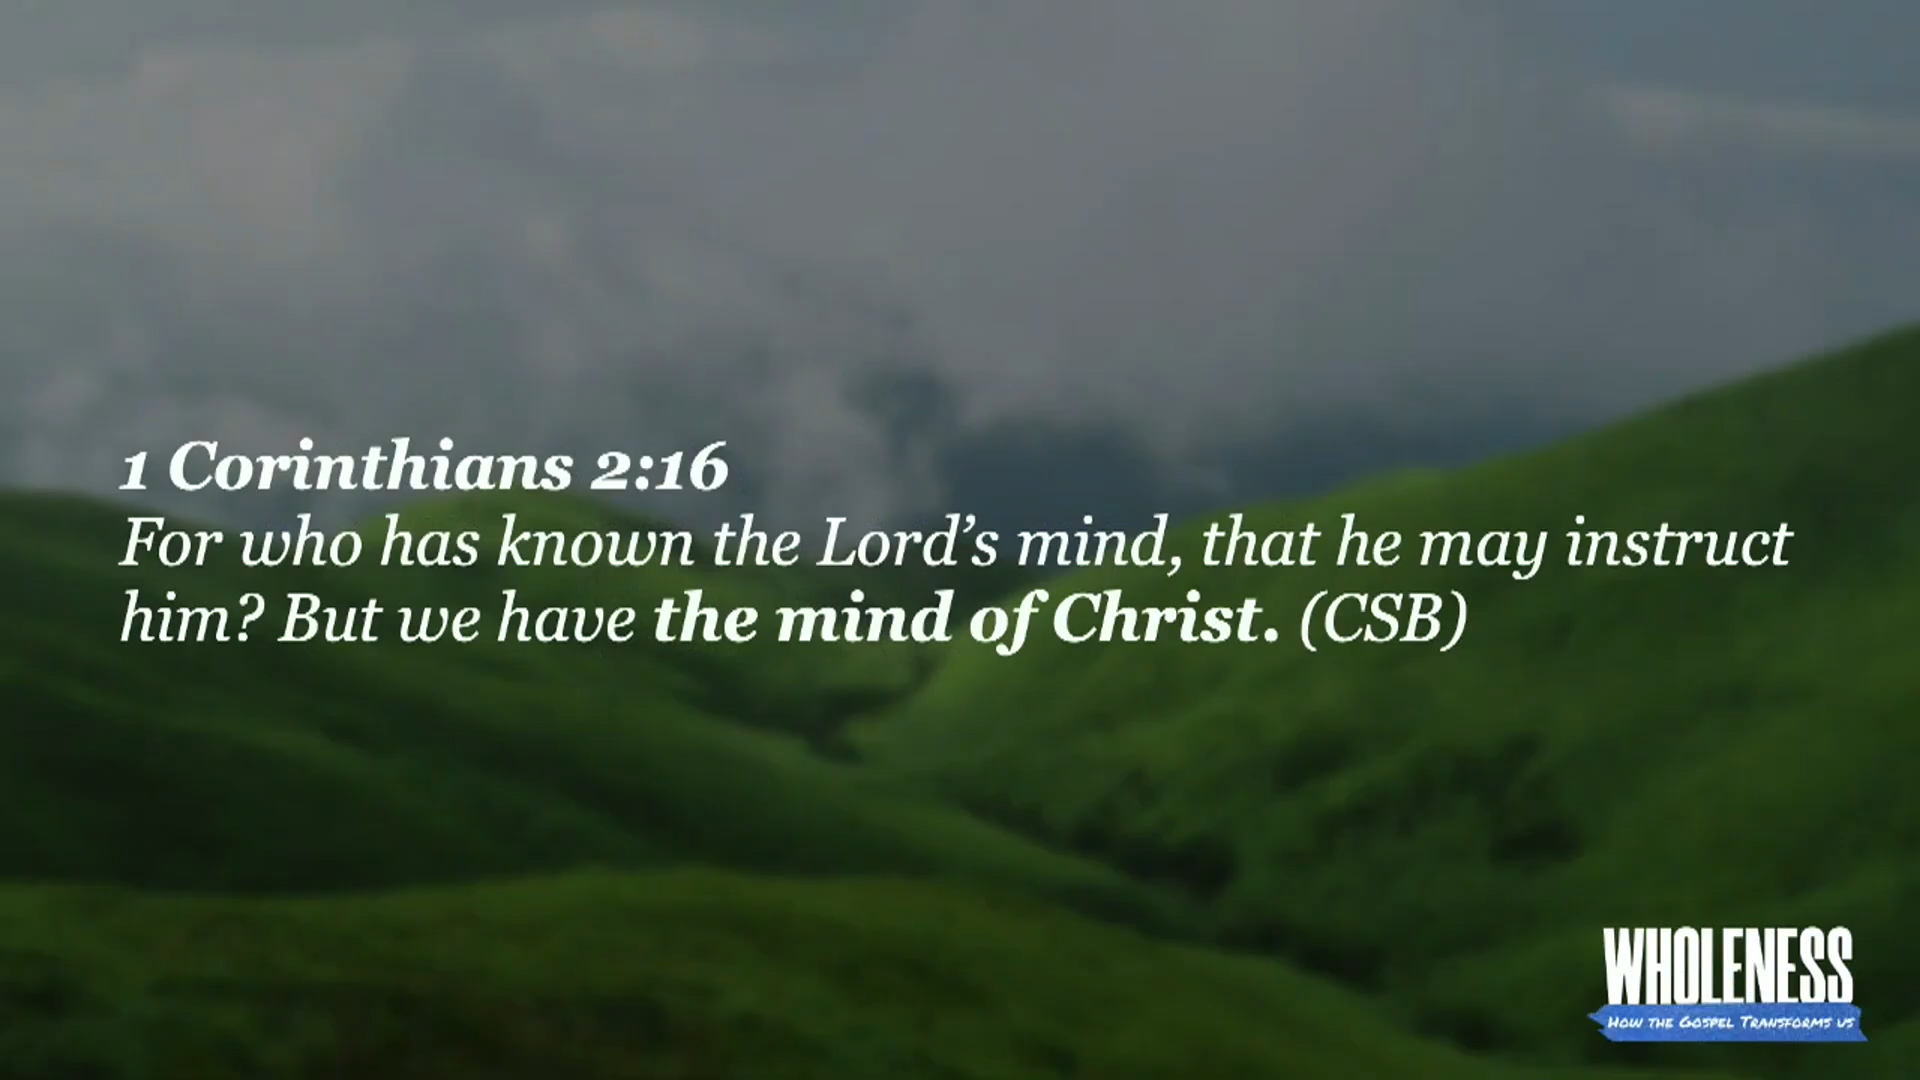 1 Corinthians 2:16
For who has known the Lord’s mind, that he may instruct
him? But we have the mind of Christ. (CSB)
WHOLENESS
HOW THE GOSPEL TRANSFORMS US